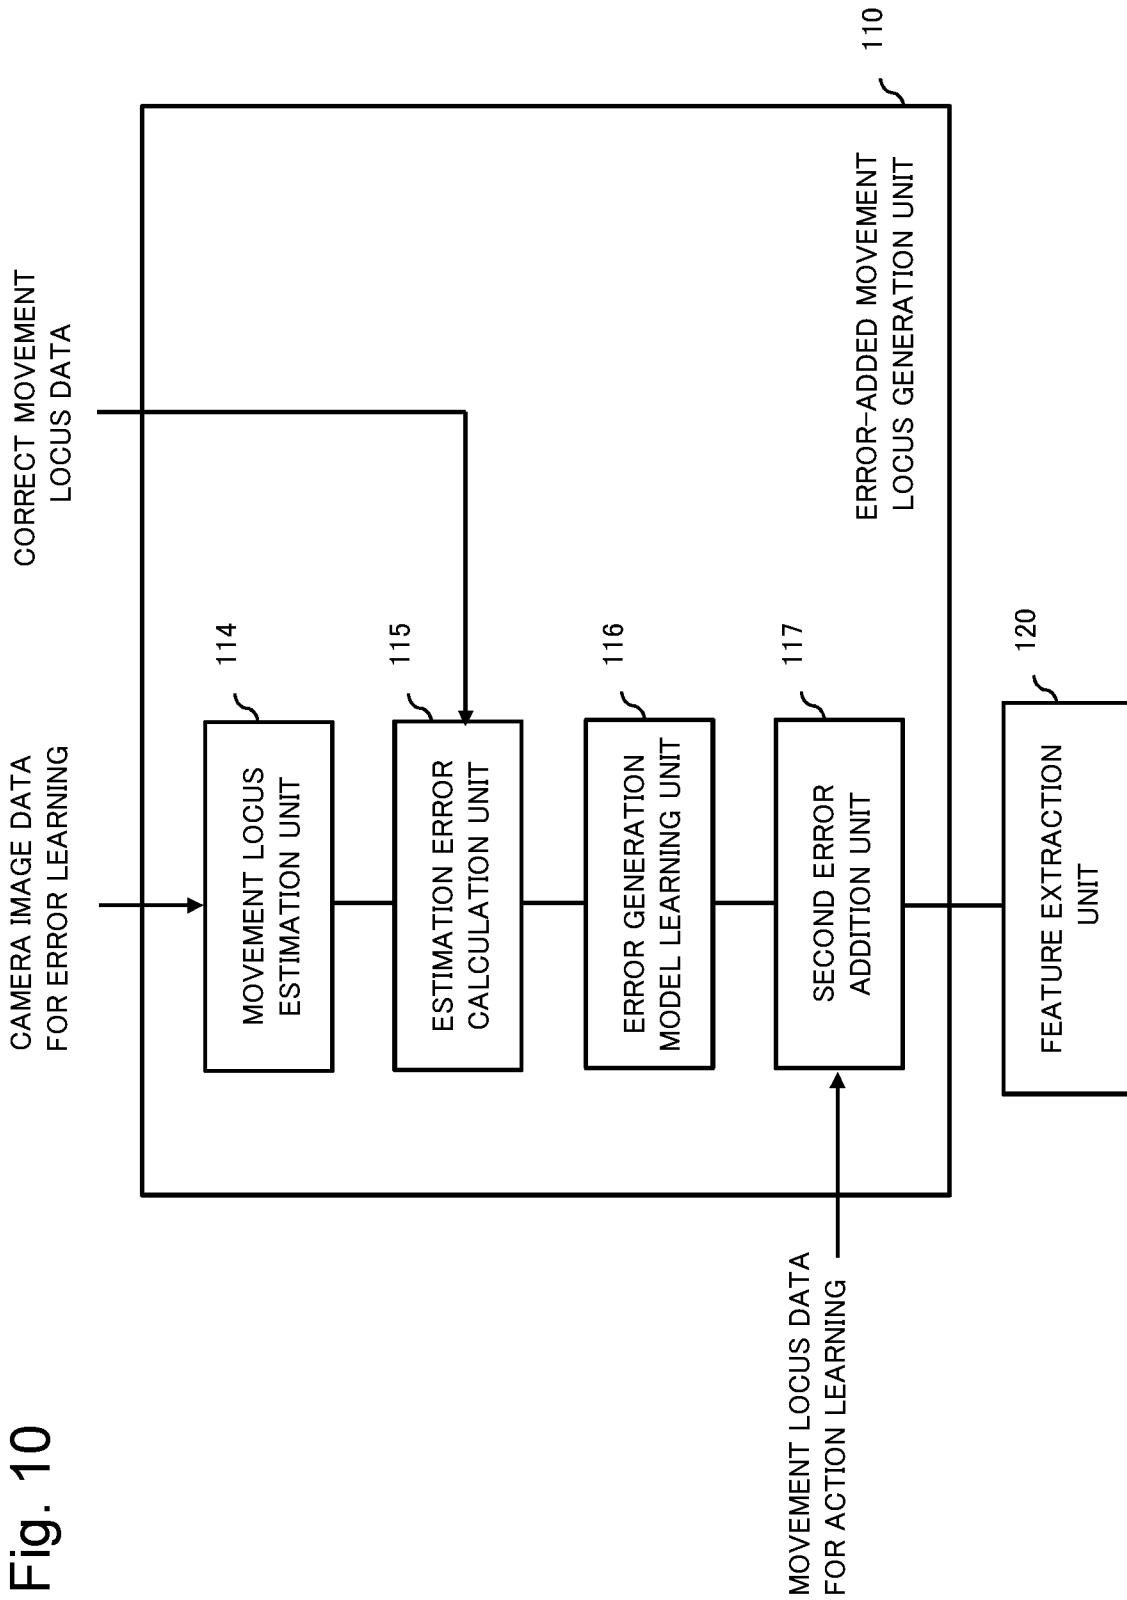 Fig. 10
CAMERA IMAGE DATA
FOR ERROR LEARNING
CORRECT MOVEMENT
LOCUS DATA
114
MOVEMENT LOCUS
ESTIMATION UNIT
115
ESTIMATION ERROR
CALCULATION UNIT
116
ERROR GENERATION
MODEL LEARNING UNIT
117
SECOND ERROR
ADDITION UNIT
MOVEMENT LOCUS DATA
FOR ACTION LEARNING
ERROR-ADDED MOVEMENT
LOCUS GENERATION UNIT
110
120
FEATURE EXTRACTION
UNIT